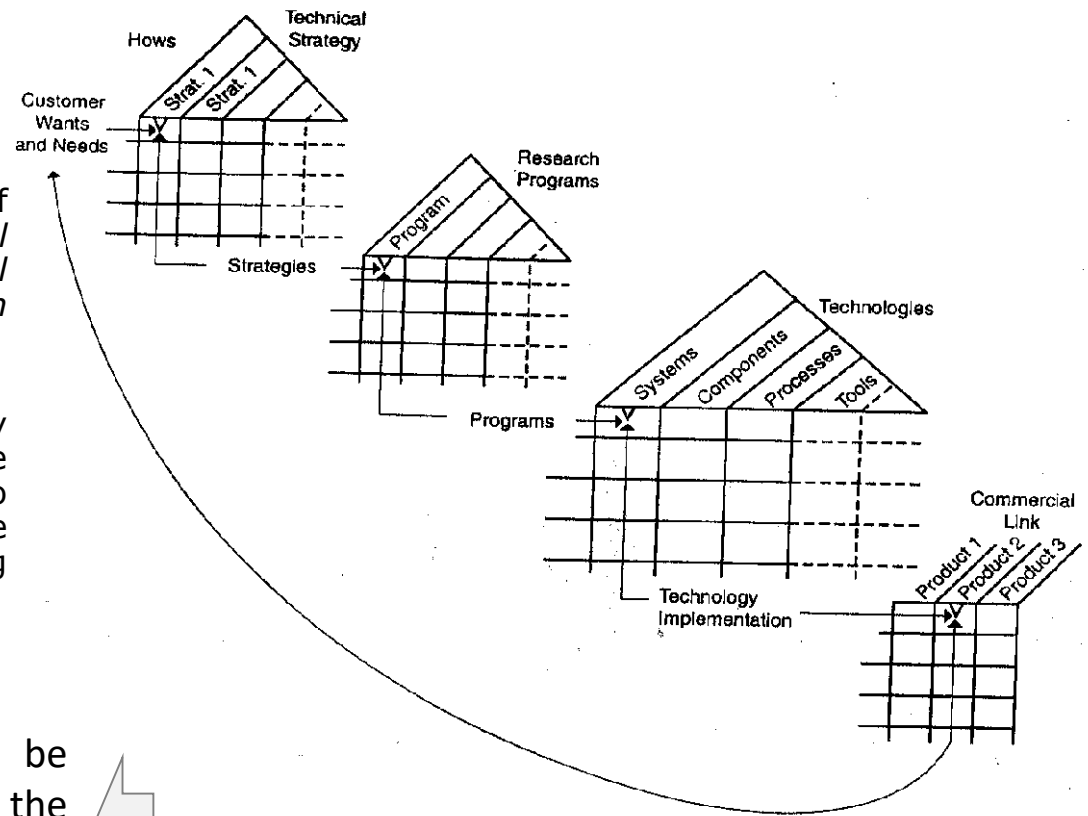 Hows
Technical
Strategy
Strat. 1
Strat. 1
Customer
Wants
and Needs
Research
Programs
Program
Strategies
Technologies
Systems
Components
Processes
Tools
Programs
Commercial
Link
Product 1
Product 2
Product 3
Technology
Implementation
f
l
l
n
y
e
o
e
g
be
the